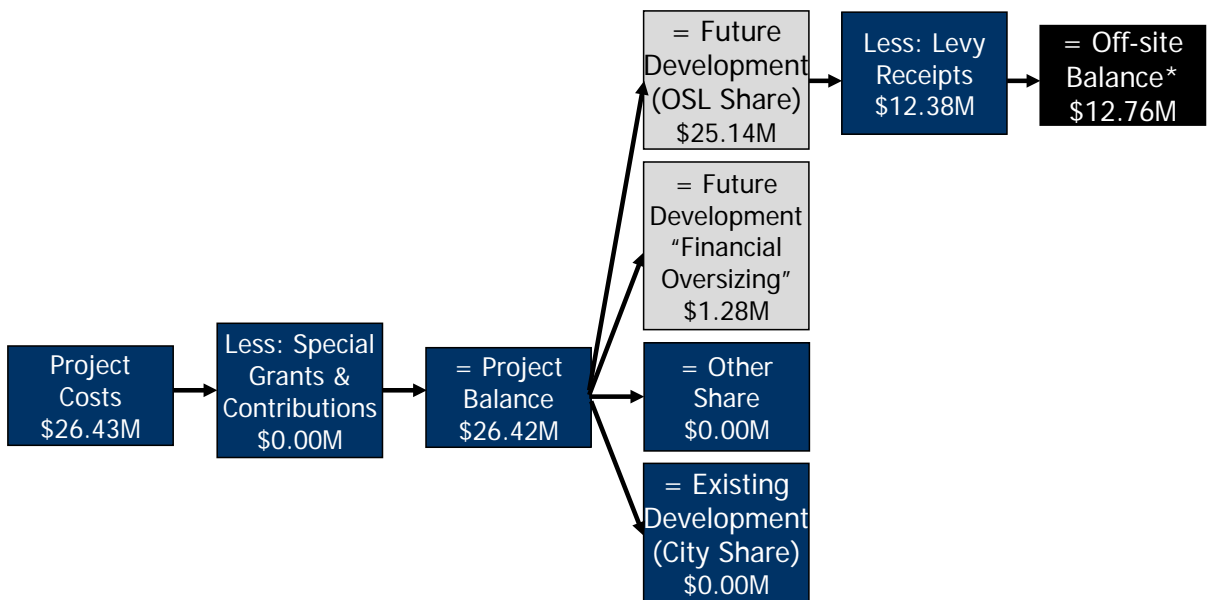 Project
Costs
$26.43M
Less: Special
Grants &
Contributions
$0.00M
= Project
Balance
$26.42M
= Future
Development
(OSL Share)
$25.14M
Less: Levy
Receipts
$12.38M
= Off-site
Balance*
$12.76M
= Future
Development
“Financial
Oversizing”
$1.28M
= Other
Share
$0.00M
= Existing
Development
(City Share)
$0.00M